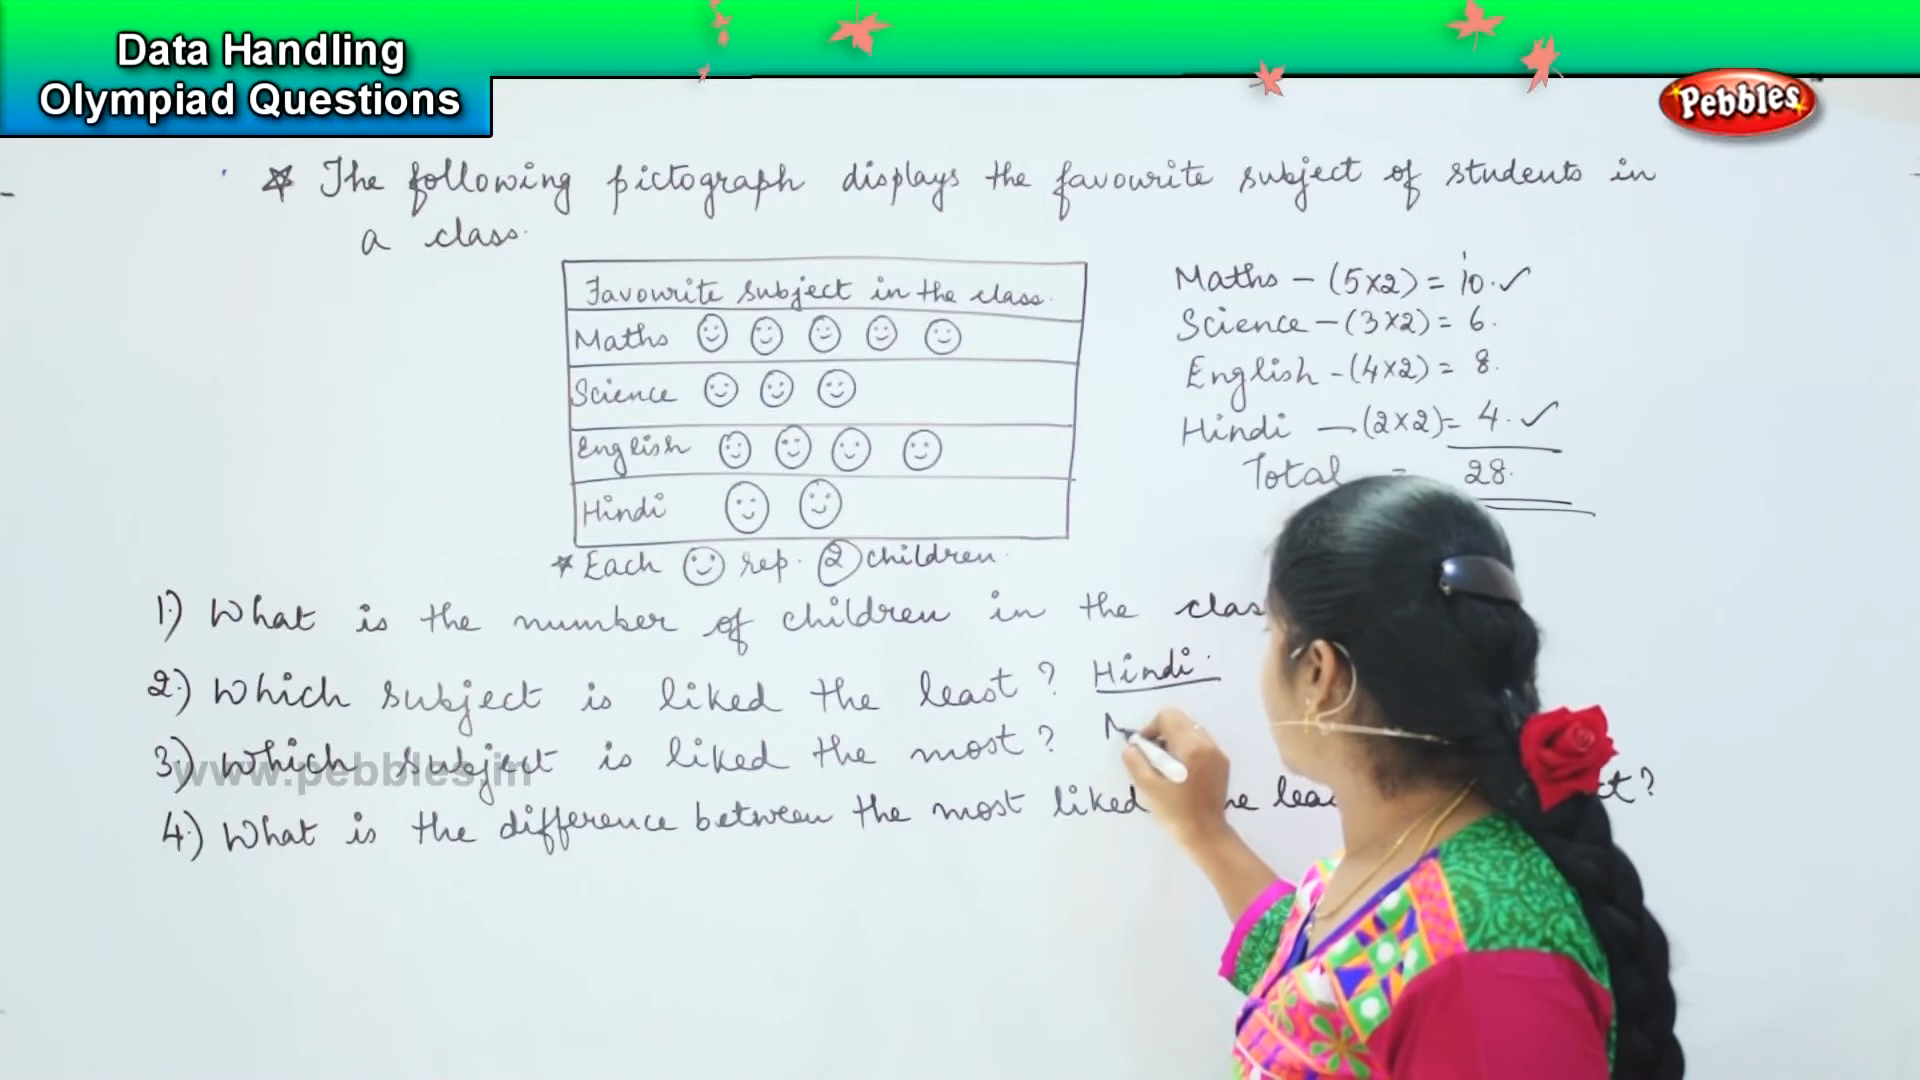 Data Handling
Olympiad Questions
Pebbles
☆ The following pictograph displays the favourite subject of students in
a class.
Favourite subject in the class.
Maths
Science
English
Hindi
* Each rep. 2 children.
Maths – (5x2) = 10. ✓
Science – (3x2) = 6.
English – (4x2) = 8.
Hindi – (2x2) = 4. ✓
Total = 28.
1) What is the number of children in the
2.) Which subject is liked the least? Hindi.
3.) Which subject is liked the most?
www.pebbles.in
4.) What is the difference between the most liked